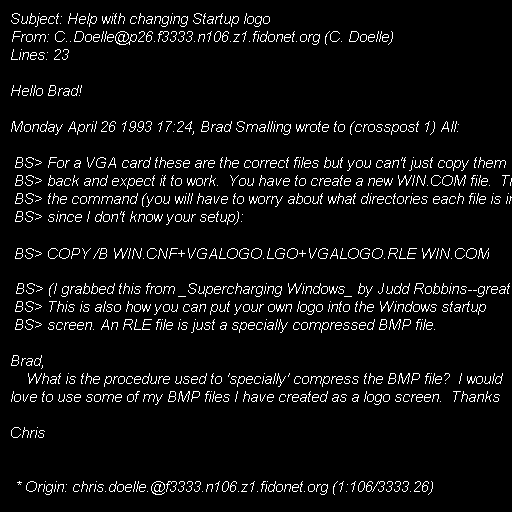 Subject: Help with changing Startup logo
From: C..Doelle@p26.f3333.n106.z1.fidonet.org (C. Doelle)
Lines: 23
Hello Brad!
Monday April 26 1993 17:24, Brad Smalling wrote to (crosspost 1) All:
BS> For a VGA card these are the correct files but you can't just copy them
BS> back and expect it to work.  You have to create a new WIN.COM file.
BS> the command (you will have to worry about what directories each file is
BS> since I don't know your setup):
BS> COPY /B WIN.CNF+VGALOGO.LGO+VGALOGO.RLE WIN.COM
BS> (I grabbed this from _Supercharging Windows_ by Judd Robbins--great
BS> This is also how you can put your own logo into the Windows startup
BS> screen. An RLE file is just a specially compressed BMP file.
Brad,
What is the procedure used to 'specially' compress the BMP file?  I would
love to use some of my BMP files I have created as a logo screen.  Thanks
Chris
* Origin: chris.doelle.@f3333.n106.z1.fidonet.org (1:106/3333.26)